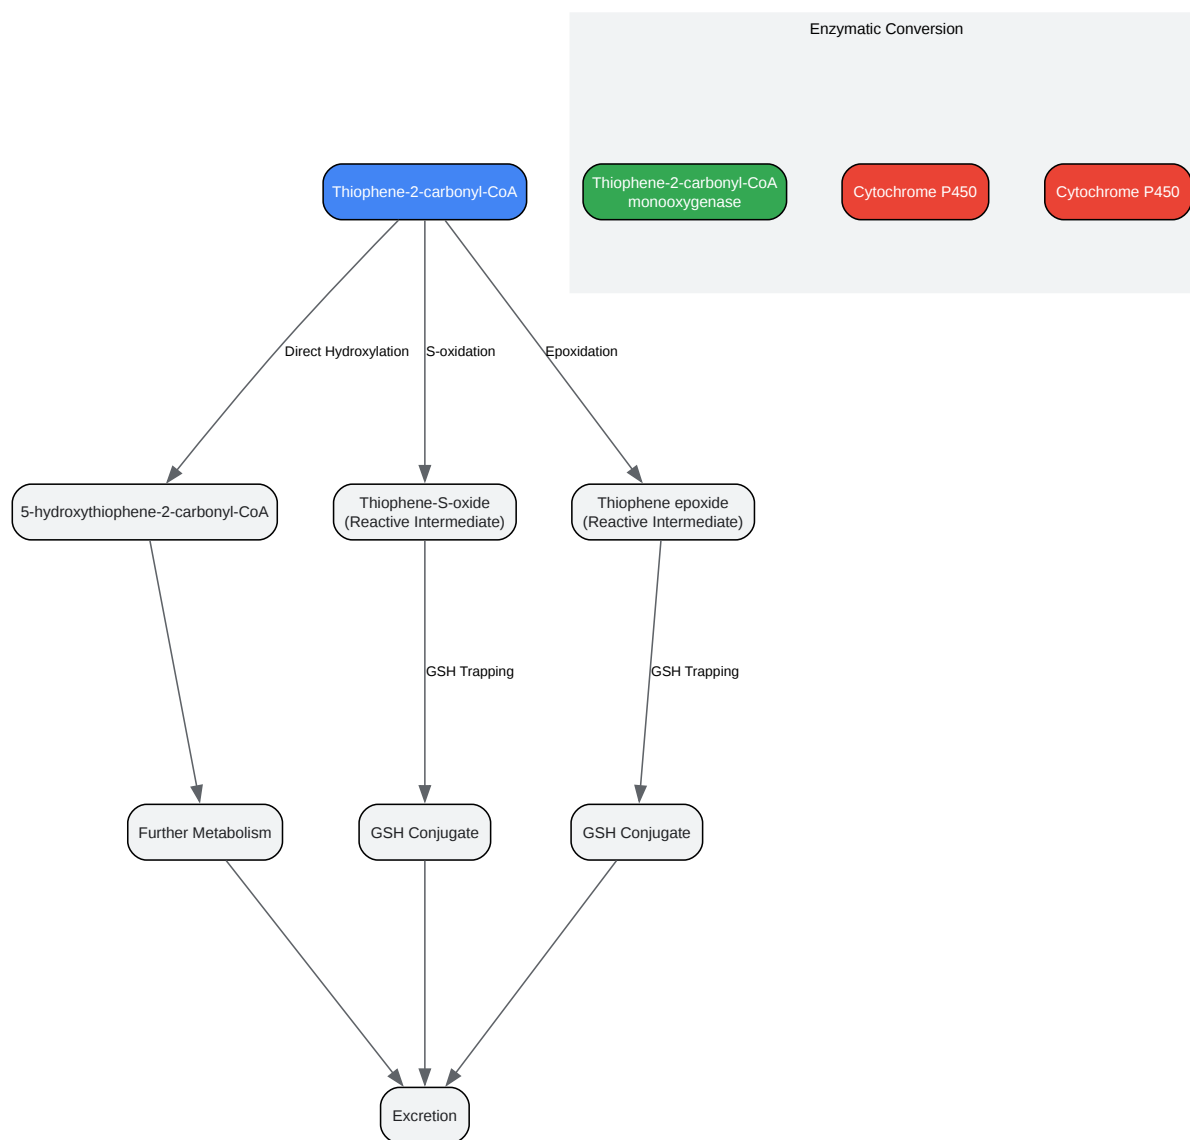 Enzymatic Conversion
Thiophene-2-carbonyl-CoA
Thiophene-2-carbonyl-CoA
monooxygenase
Cytochrome P450
Cytochrome P450
Direct Hydroxylation
S-oxidation
Epoxidation
5-hydroxythiophene-2-carbonyl-CoA
Thiophene-S-oxide
(Reactive Intermediate)
Thiophene epoxide
(Reactive Intermediate)
GSH Trapping
GSH Trapping
Further Metabolism
GSH Conjugate
GSH Conjugate
Excretion